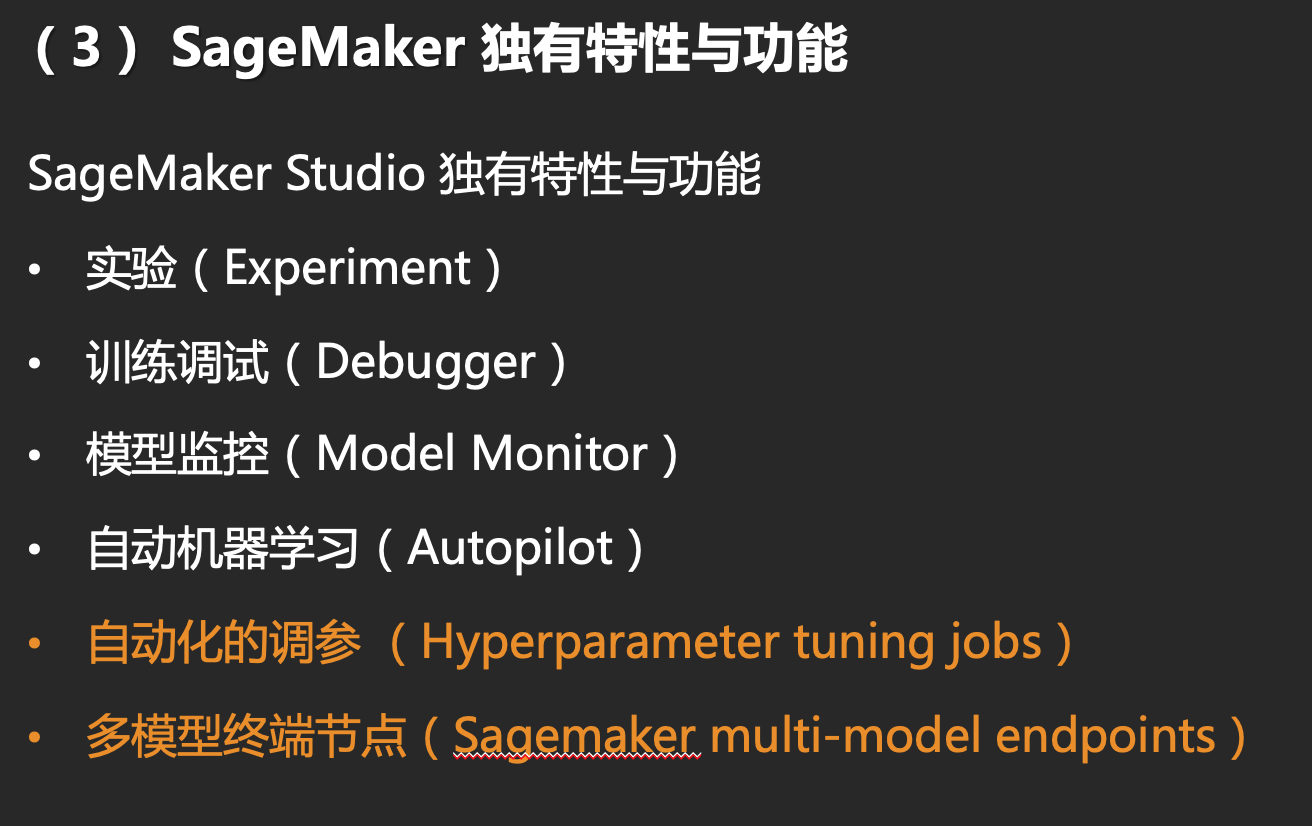 （3） SageMaker 独有特性与功能
SageMaker Studio 独有特性与功能
• 实验（Experiment）
• 训练调试（Debugger）
• 模型监控（Model Monitor）
• 自动机器学习（Autopilot）
• 自动化的调参 （Hyperparameter tuning jobs）
• 多模型终端节点（Sagemaker multi-model endpoints）